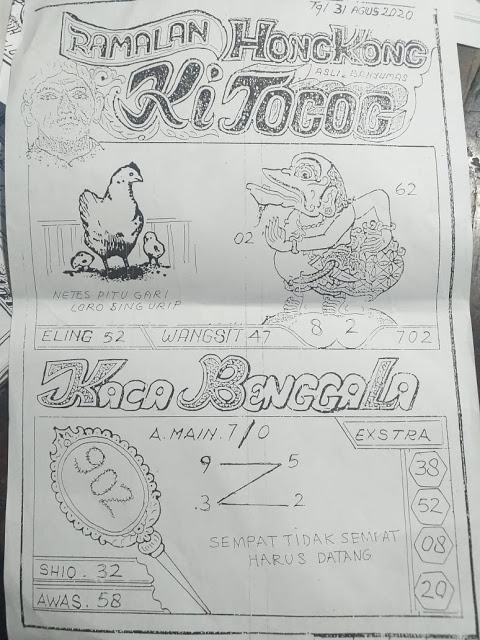 79/31 AGUS 2020
RAMALAN HONGKONG
ASLI. BANYUMAS
Ki TOCOG
62
02
NETES PITU GARI
LORO SING URIP
8 2
ELING 52 WANGSIT 47 702
KACA BENGGALA
A. MAIN. 7/0 EXSTRA
902
9 5
3 2
38
52
08
20
SEMPAT TIDAK SEMPAT
HARUS DATANG
SHIO. 32
AWAS. 58